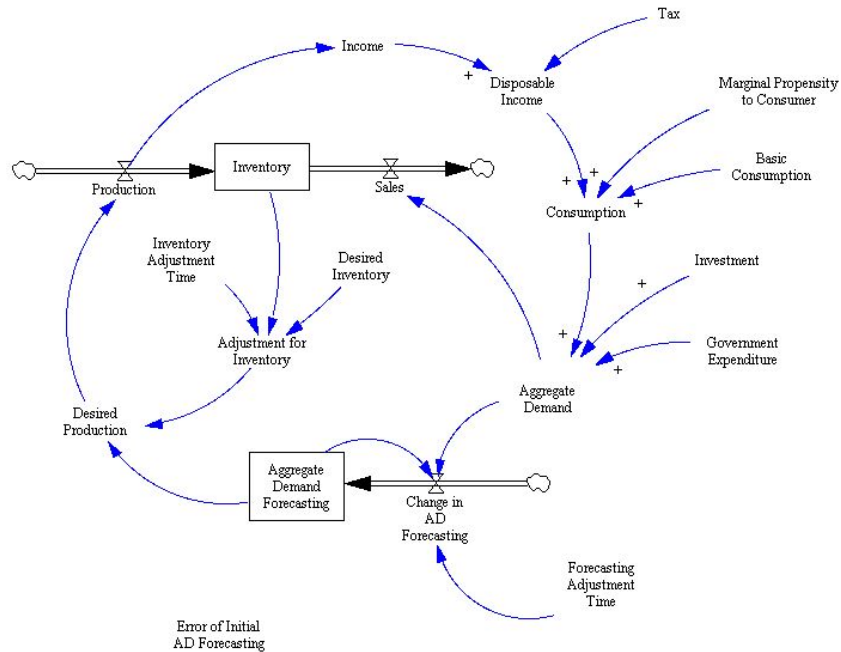 Tax
Income
+
Disposable
Income
Marginal Propensity
to Consumer
Inventory
Production
Sales
Basic
Consumption
+
+
+
Consumption
Inventory
Adjustment
Time
Desired
Inventory
Investment
+
Adjustment for
Inventory
+
Government
Expenditure
+
Aggregate
Demand
Desired
Production
Aggregate
Demand
Forecasting
Change in
AD
Forecasting
Forecasting
Adjustment
Time
Error of Initial
AD Forecasting